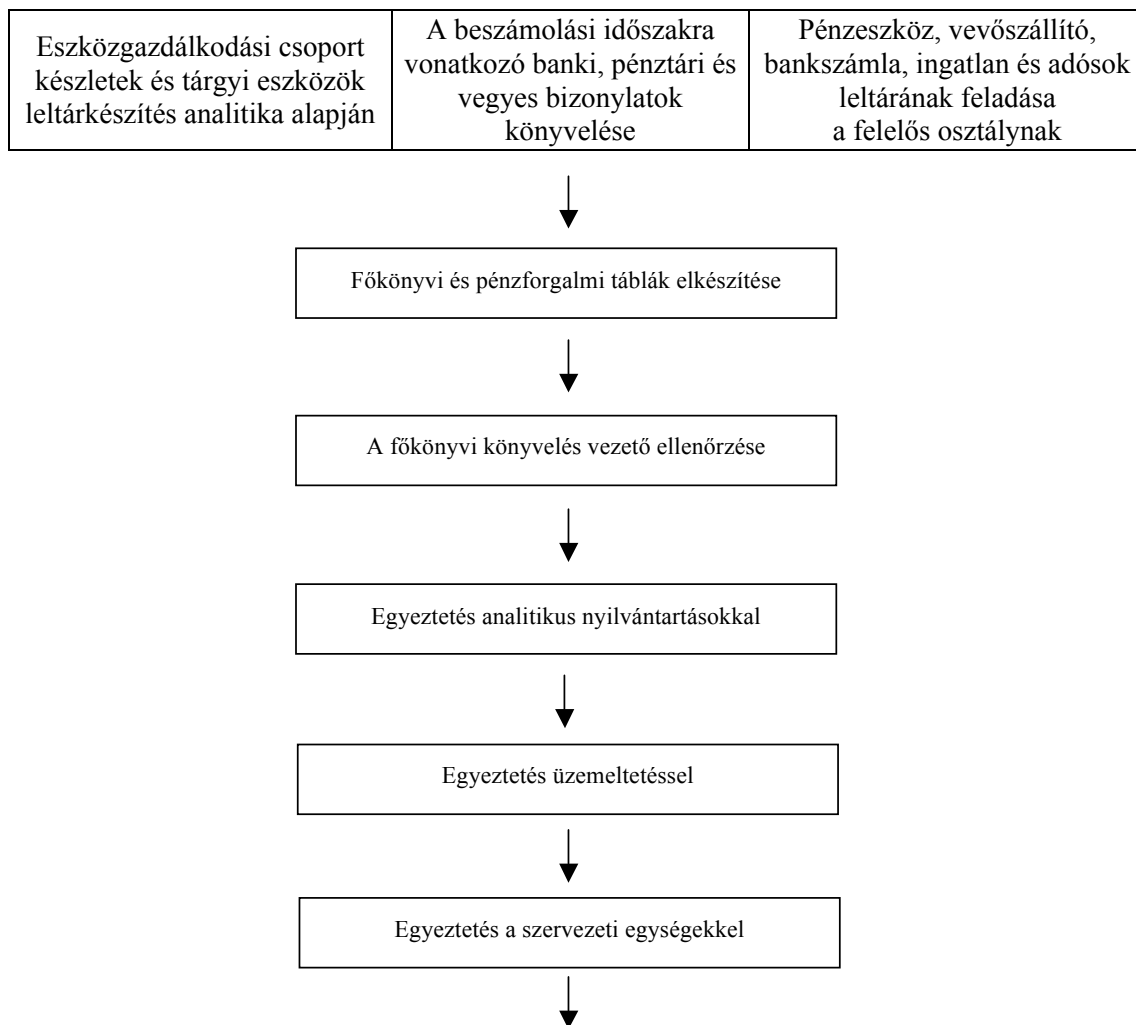 Eszközgazdálkodási csoport
készletek és tárgyi eszközök
leltárkészítés analitika alapján
A beszámolási időszakra
vonatkozó banki, pénztári és
vegyes bizonylatok
könyvelése
Pénzeszköz, vevőszállító,
bankszámla, ingatlan és adósok
leltárának feladása
a felelős osztálynak
Főkönyvi és pénzforgalmi táblák elkészítése
A főkönyvi könyvelés vezető ellenőrzése
Egyeztetés analitikus nyilvántartásokkal
Egyeztetés üzemeltetéssel
Egyeztetés a szervezeti egységekkel